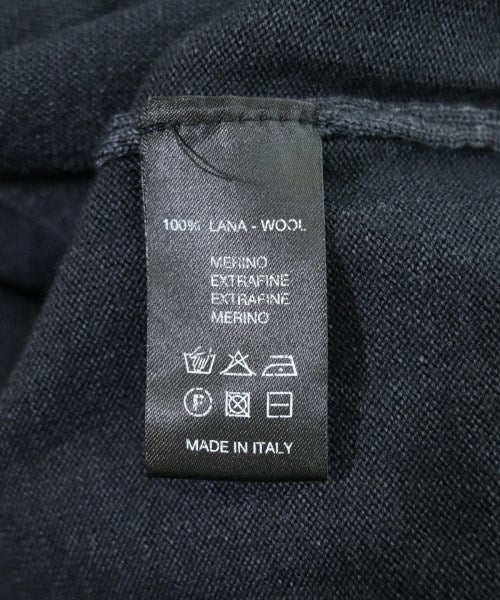 100% LANA - WOOL
MERINO
EXTRAFINE
EXTRAFINE
MERINO
F
MADE IN ITALY